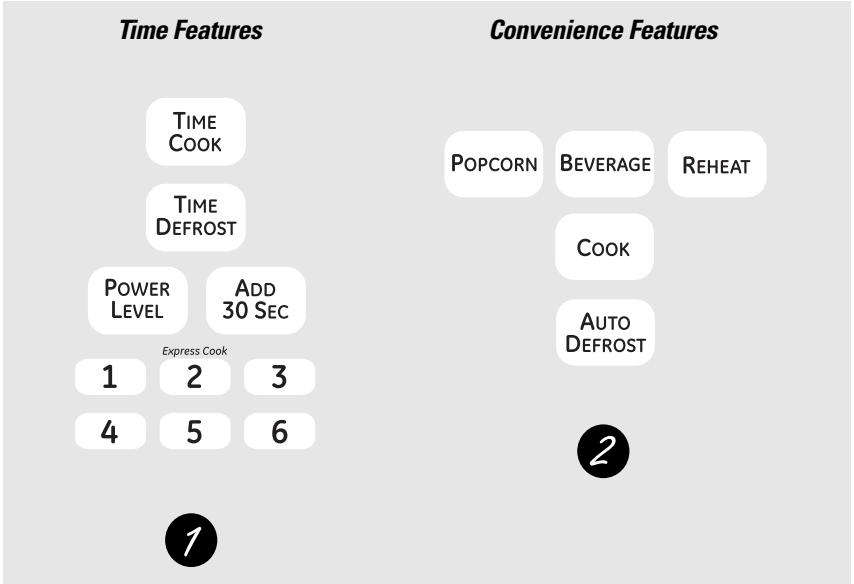 Time Features
TIME
COOK
TIME
DEFROST
POWER
LEVEL
ADD
30 SEC
Express Cook
1 2 3
4 5 6
1
Convenience Features
POPCORN BEVERAGE REHEAT
COOK
AUTO
DEFROST
2